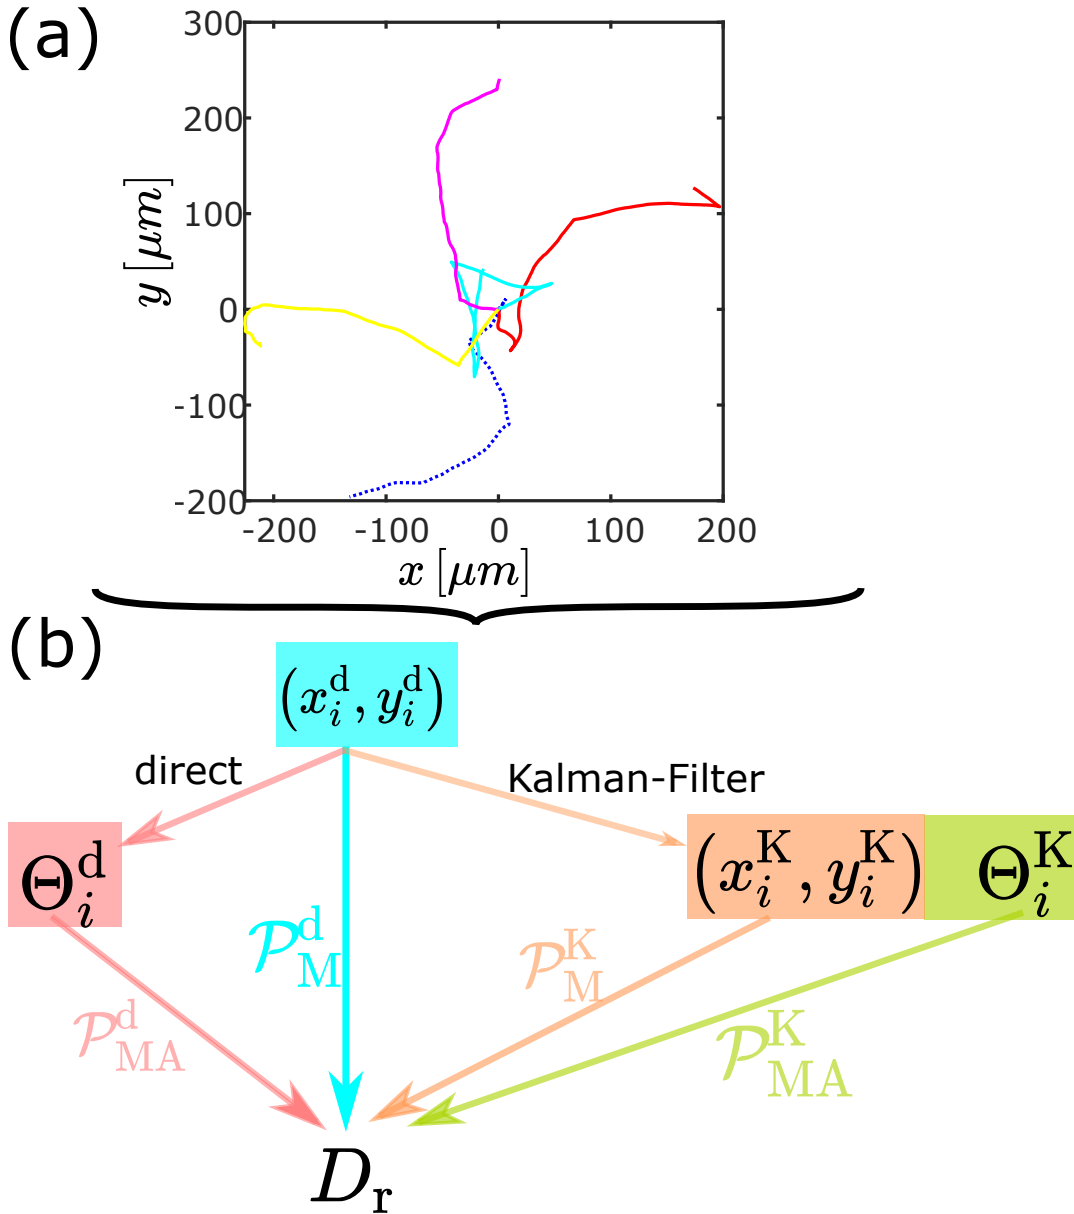 (a)
300
200
100
0
-100
-200
y [μm]
-200 -100 0 100 200
x [μm]
(b)
(x_i^d, y_i^d)
direct
Kalman-Filter
Θ_i^d
(x_i^K, y_i^K) Θ_i^K
𝒫_M^d
𝒫_M^K
𝒫_MA^d
𝒫_MA^K
D_r